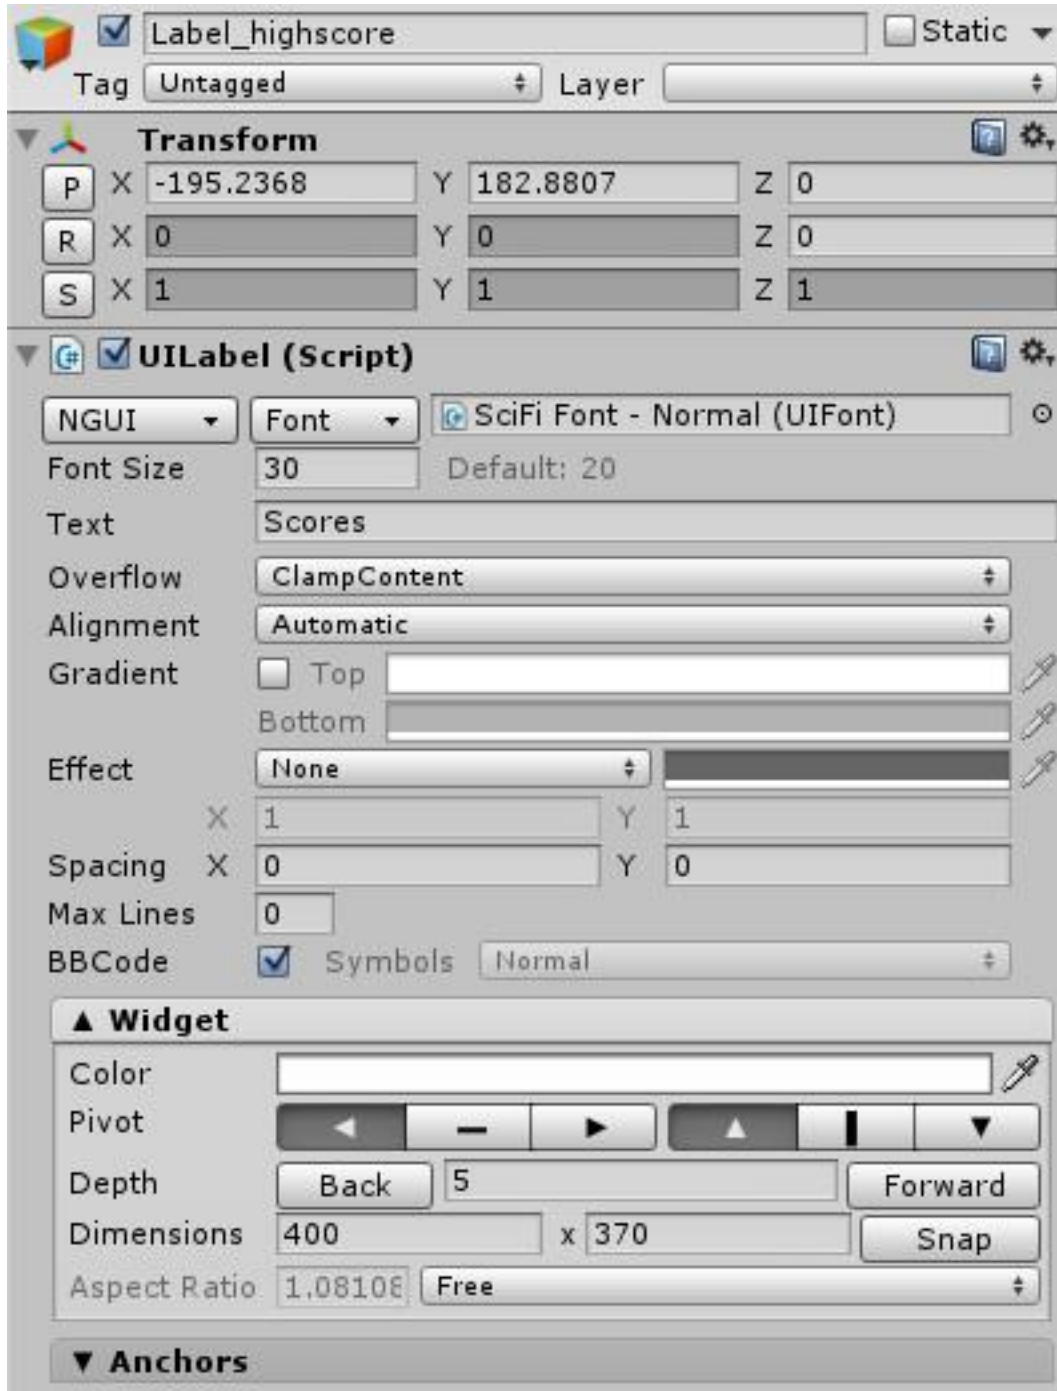 Label_highscore Static
Tag Untagged Layer
Transform
P X -195.2368 Y 182.8807 Z 0
R X 0 Y 0 Z 0
S X 1 Y 1 Z 1
UILabel (Script)
NGUI Font SciFi Font - Normal (UIFont)
Font Size 30 Default: 20
Text Scores
Overflow ClampContent
Alignment Automatic
Gradient Top
Bottom
Effect None
X 1 Y 1
Spacing X 0 Y 0
Max Lines 0
BBCode Symbols Normal
▲ Widget
Color
Pivot
Depth Back 5 Forward
Dimensions 400 x 370 Snap
Aspect Ratio 1.08108 Free
▼ Anchors